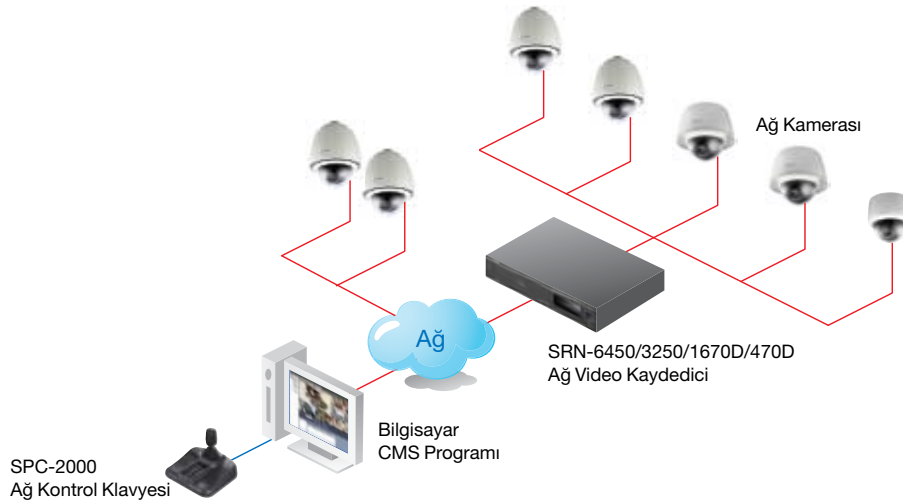 Ağ Kamerası
Ağ
SRN-6450/3250/1670D/470D
Ağ Video Kaydedici
Bilgisayar
CMS Programı
SPC-2000
Ağ Kontrol Klavyesi